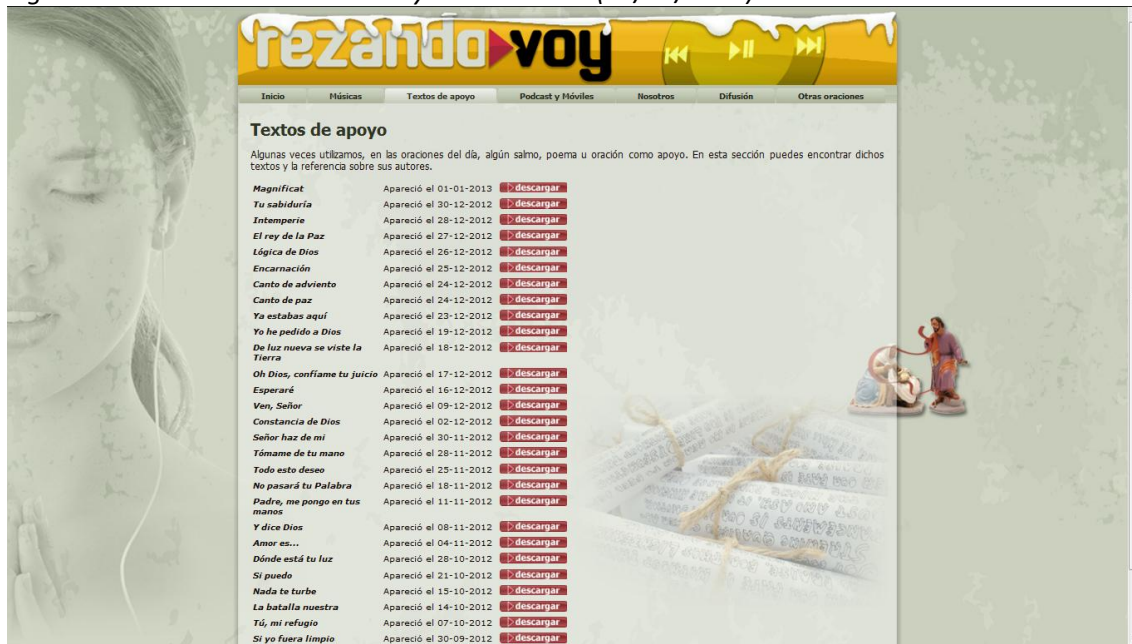 rezando voy
Inicio Músicas Textos de apoyo Podcast y Móviles Nosotros Difusión Otras oraciones
Textos de apoyo
Algunas veces utilizamos, en las oraciones del día, algún salmo, poema u oración como apoyo. En esta sección puedes encontrar dichos
textos y la referencia sobre sus autores.
Magnificat Apareció el 01-01-2013 descargar
Tu sabiduría Apareció el 30-12-2012 descargar
Intemperie Apareció el 28-12-2012 descargar
El rey de la Paz Apareció el 27-12-2012 descargar
Lógica de Dios Apareció el 26-12-2012 descargar
Encarnación Apareció el 25-12-2012 descargar
Canto de adviento Apareció el 24-12-2012 descargar
Canto de paz Apareció el 24-12-2012 descargar
Ya estabas aquí Apareció el 23-12-2012 descargar
Yo he pedido a Dios Apareció el 19-12-2012 descargar
De luz nueva se viste la Apareció el 18-12-2012 descargar
Tierra
Oh Dios, confíame tu juicio Apareció el 17-12-2012 descargar
Esperaré Apareció el 16-12-2012 descargar
Ven, Señor Apareció el 09-12-2012 descargar
Constancia de Dios Apareció el 02-12-2012 descargar
Señor haz de mi Apareció el 30-11-2012 descargar
Tómame de tu mano Apareció el 28-11-2012 descargar
Todo esto deseo Apareció el 25-11-2012 descargar
No pasará tu Palabra Apareció el 18-11-2012 descargar
Padre, me pongo en tus Apareció el 11-11-2012 descargar
manos
Y dice Dios Apareció el 08-11-2012 descargar
Amor es... Apareció el 04-11-2012 descargar
Dónde está tu luz Apareció el 28-10-2012 descargar
Si puedo Apareció el 21-10-2012 descargar
Nada te turbe Apareció el 15-10-2012 descargar
La batalla nuestra Apareció el 14-10-2012 descargar
Tú, mi refugio Apareció el 07-10-2012 descargar
Si yo fuera limpio Apareció el 30-09-2012 descargar